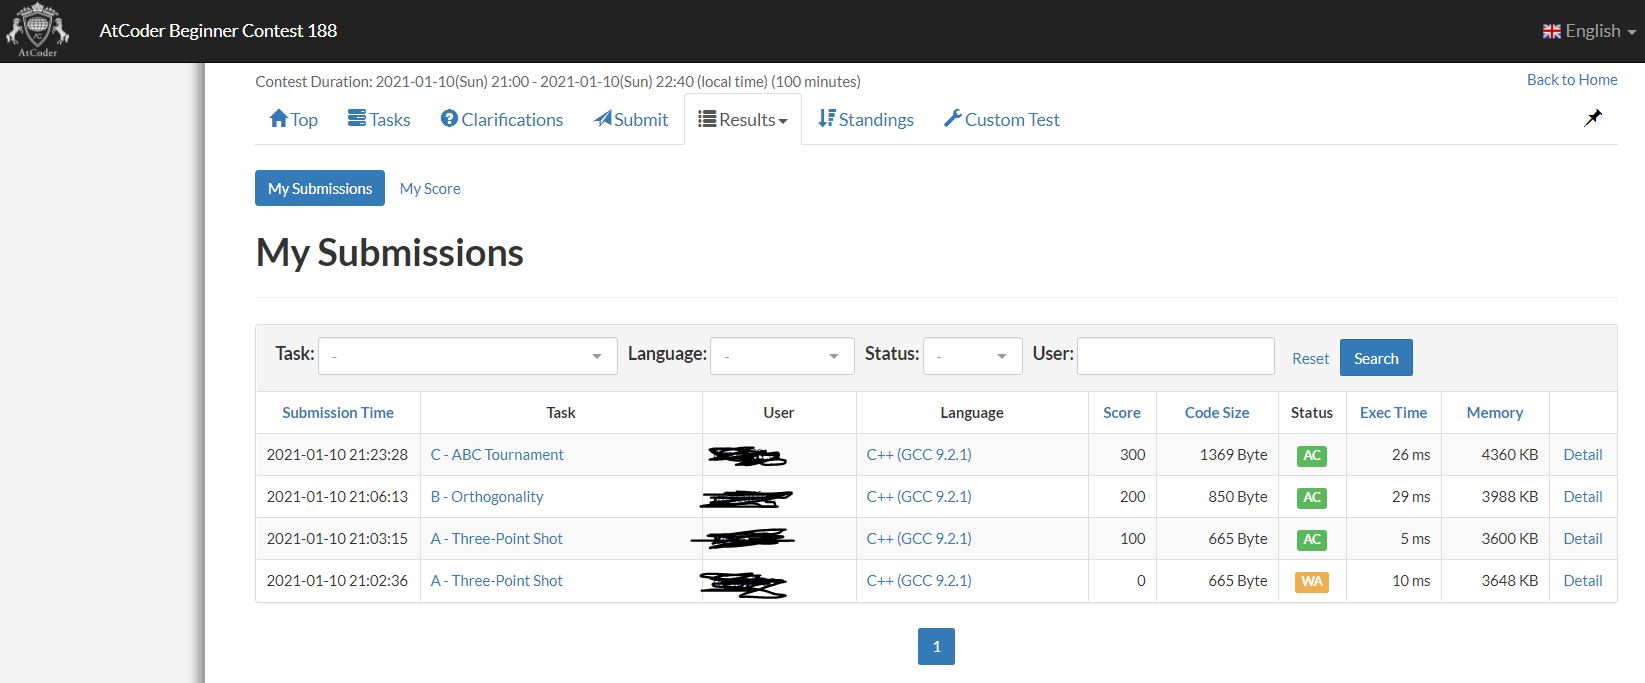 AtCoder
AtCoder Beginner Contest 188
English
Contest Duration: 2021-01-10(Sun) 21:00 - 2021-01-10(Sun) 22:40 (local time) (100 minutes)
Back to Home
Top Tasks Clarifications Submit Results Standings Custom Test
My Submissions My Score
My Submissions
Task: - Language: - Status: - User: Reset Search
Submission Time Task User Language Score Code Size Status Exec Time Memory
2021-01-10 21:23:28 C - ABC Tournament C++ (GCC 9.2.1) 300 1369 Byte AC 26 ms 4360 KB Detail
2021-01-10 21:06:13 B - Orthogonality C++ (GCC 9.2.1) 200 850 Byte AC 29 ms 3988 KB Detail
2021-01-10 21:03:15 A - Three-Point Shot C++ (GCC 9.2.1) 100 665 Byte AC 5 ms 3600 KB Detail
2021-01-10 21:02:36 A - Three-Point Shot C++ (GCC 9.2.1) 0 665 Byte WA 10 ms 3648 KB Detail
1